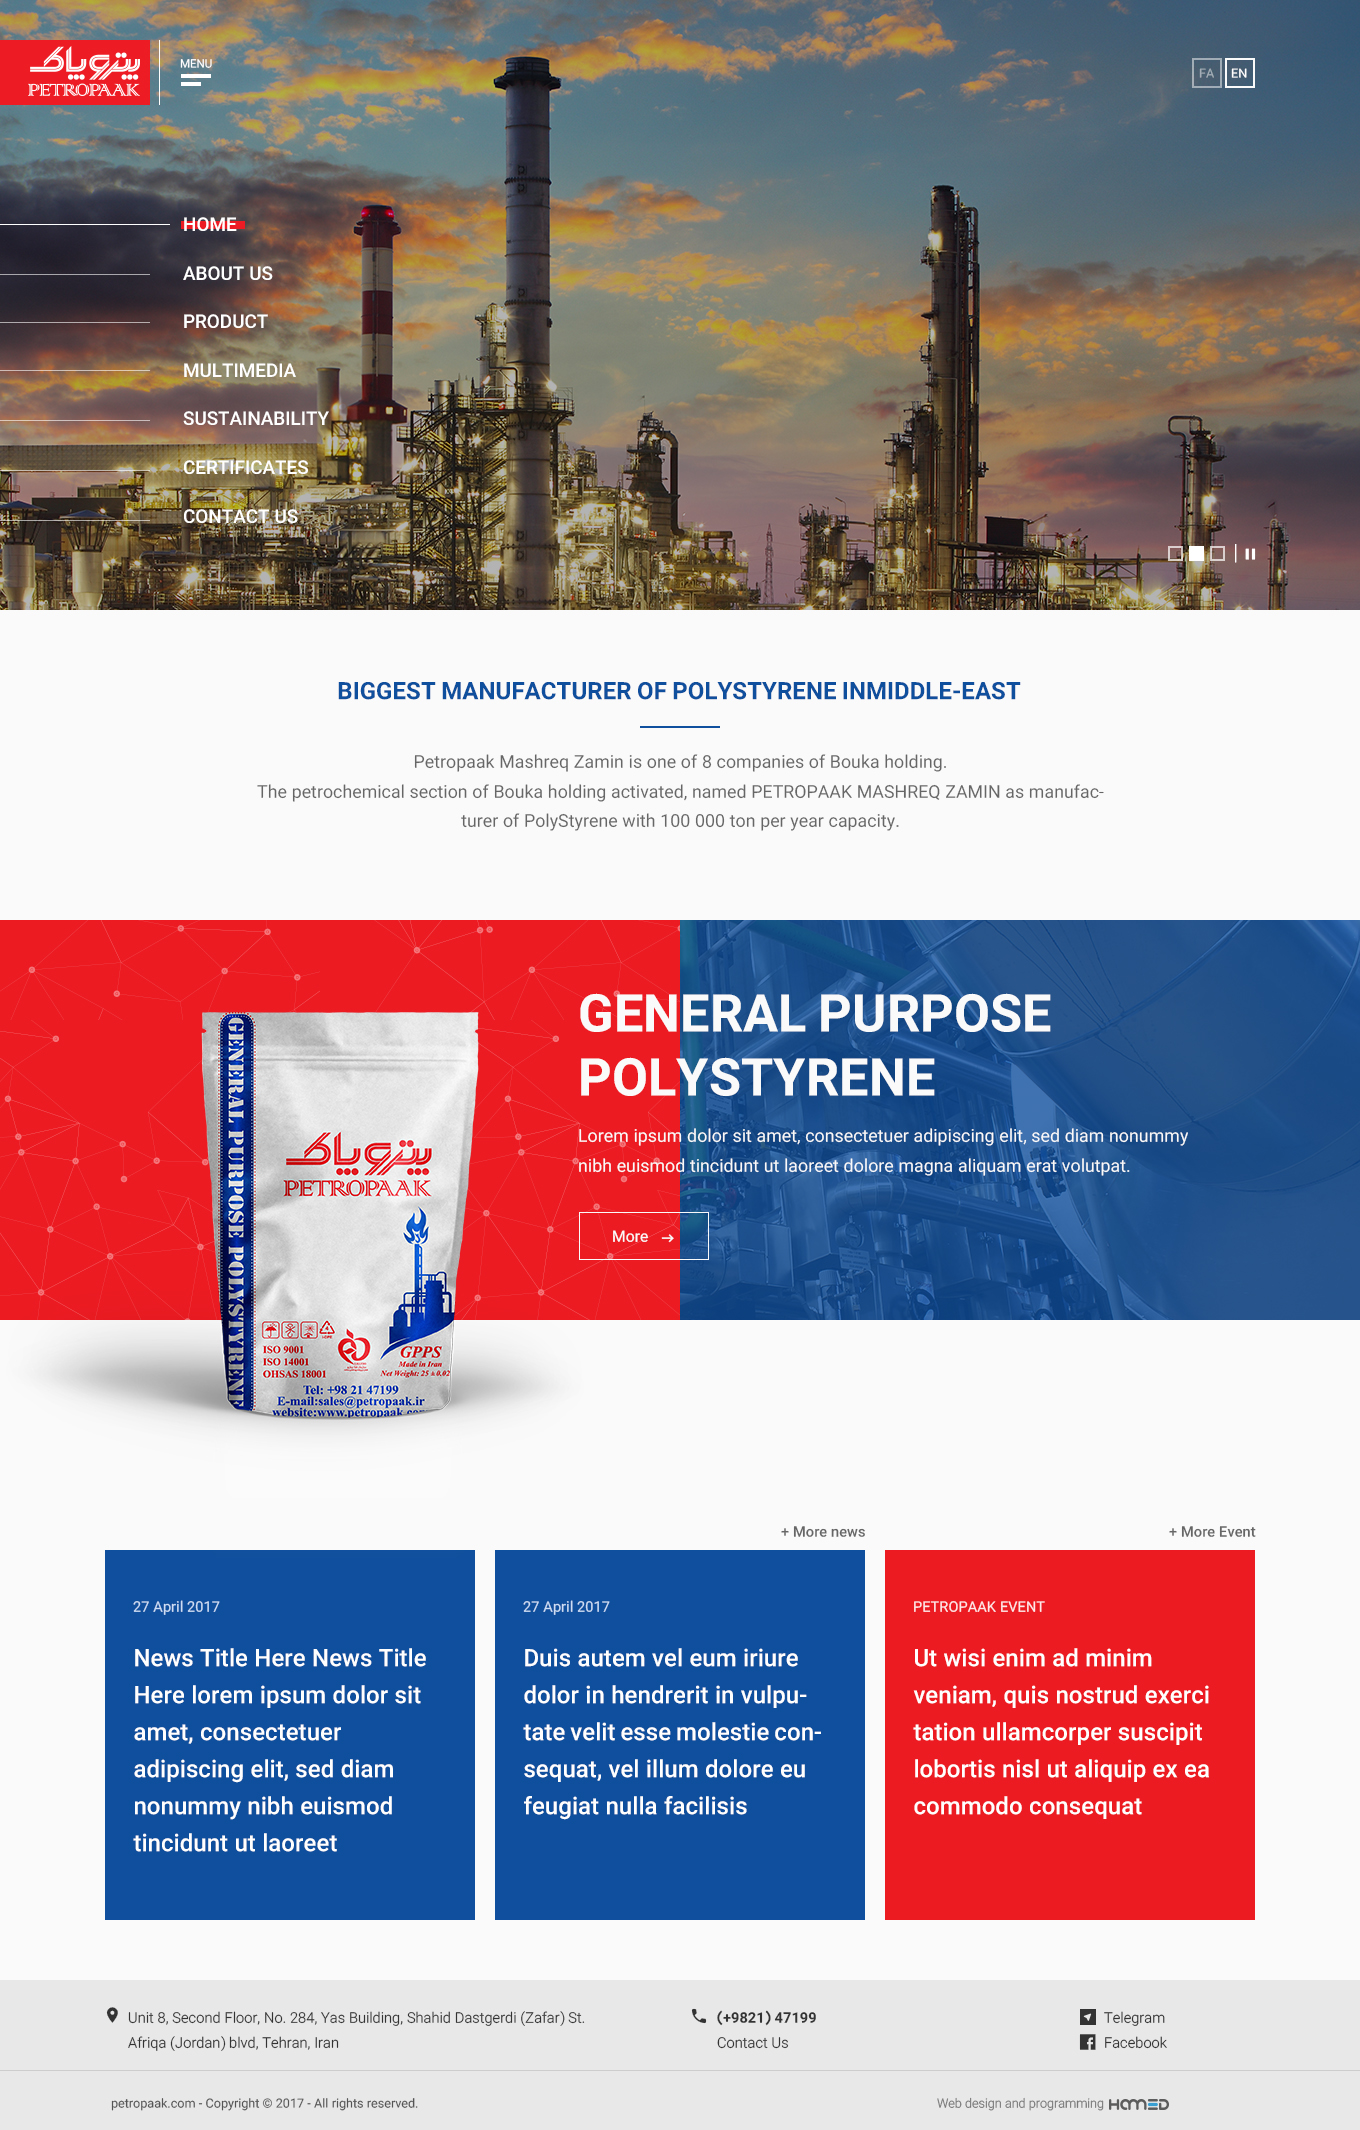 پتروپاک
PETROPAAK
MENU
FA
EN
HOME
ABOUT US
PRODUCT
MULTIMEDIA
SUSTAINABILITY
CERTIFICATES
CONTACT US
BIGGEST MANUFACTURER OF POLYSTYRENE INMIDDLE-EAST
Petropaak Mashreq Zamin is one of 8 companies of Bouka holding.
The petrochemical section of Bouka holding activated, named PETROPAAK MASHREQ ZAMIN as manufac-
turer of PolyStyrene with 100 000 ton per year capacity.
GENERAL PURPOSE POLYSTYRENE
پتروپاک
PETROPAAK
ISO 9001
ISO 14001
OHSAS 18001
GPPS
Made in Iran
Net Weight: 25 ± 0,02
Tel: +98 21 47199
E-mail:sales@petropaak.ir
website:www.petropaak.com
GENERAL PURPOSE
POLYSTYRENE
Lorem ipsum dolor sit amet, consectetuer adipiscing elit, sed diam nonummy
nibh euismod tincidunt ut laoreet dolore magna aliquam erat volutpat.
More →
+ More news
+ More Event
27 April 2017
News Title Here News Title
Here lorem ipsum dolor sit
amet, consectetuer
adipiscing elit, sed diam
nonummy nibh euismod
tincidunt ut laoreet
27 April 2017
Duis autem vel eum iriure
dolor in hendrerit in vulpu-
tate velit esse molestie con-
sequat, vel illum dolore eu
feugiat nulla facilisis
PETROPAAK EVENT
Ut wisi enim ad minim
veniam, quis nostrud exerci
tation ullamcorper suscipit
lobortis nisl ut aliquip ex ea
commodo consequat
Unit 8, Second Floor, No. 284, Yas Building, Shahid Dastgerdi (Zafar) St.
Afriqa (Jordan) blvd, Tehran, Iran
(+9821) 47199
Contact Us
Telegram
Facebook
petropaak.com - Copyright © 2017 - All rights reserved.
Web design and programming HAMED